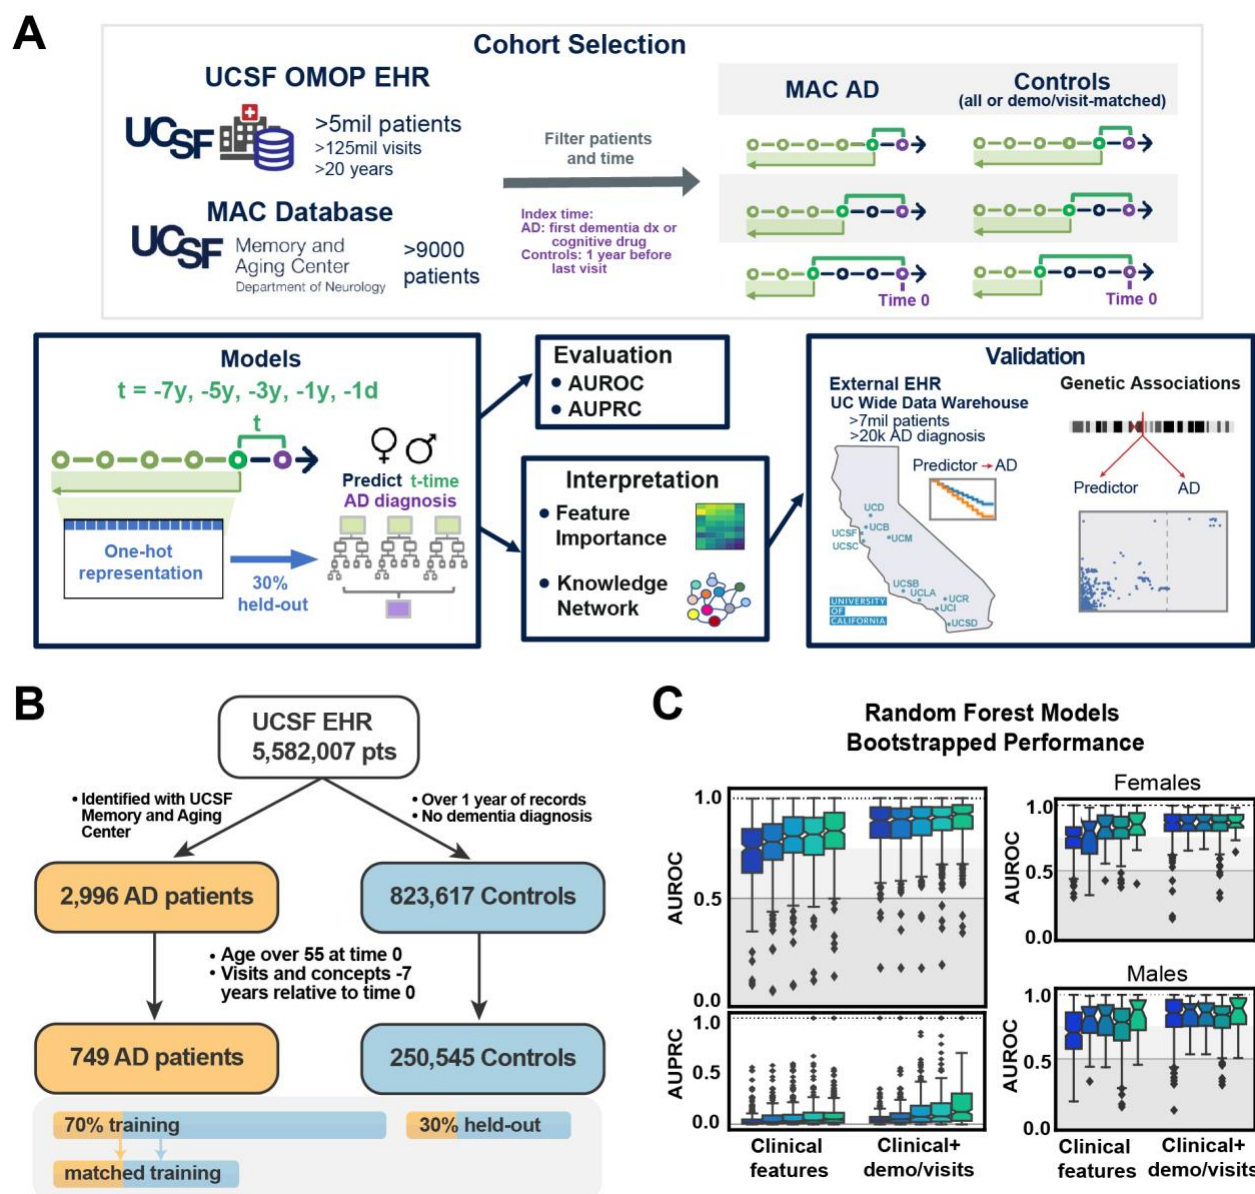 A
Cohort Selection
UCSF OMOP EHR
UCSF
>5mil patients
>125mil visits
>20 years
MAC Database
UCSF
Memory and
Aging Center
Department of Neurology
>9000
patients
Filter patients
and time
Index time:
AD: first dementia dx or
cognitive drug
Controls: 1 year before
last visit
MAC AD
Controls
(all or demo/visit-matched)
Time 0
Time 0
Models
t = -7y, -5y, -3y, -1y, -1d
t
Predict t-time
AD diagnosis
One-hot
representation
30%
held-out
Evaluation
• AUROC
• AUPRC
Interpretation
• Feature
Importance
• Knowledge
Network
Validation
External EHR
UC Wide Data Warehouse
>7mil patients
>20k AD diagnosis
Predictor → AD
UCD
UCSF
UCB
UCSC
UCM
UCSB
UCLA
UCR
UCI
UCSD
UNIVERSITY
OF
CALIFORNIA
Genetic Associations
Predictor
AD
B
UCSF EHR
5,582,007 pts
• Identified with UCSF
Memory and Aging
Center
• Over 1 year of records
• No dementia diagnosis
2,996 AD patients
823,617 Controls
• Age over 55 at time 0
• Visits and concepts -7
years relative to time 0
749 AD patients
250,545 Controls
70% training
30% held-out
matched training
C
Random Forest Models
Bootstrapped Performance
AUROC
1.0
0.5
0.0
AUPRC
1.0
0.5
0.0
Clinical
features
Clinical+
demo/visits
Females
AUROC
1.0
0.5
0.0
Males
AUROC
1.0
0.5
0.0
Clinical
features
Clinical+
demo/visits